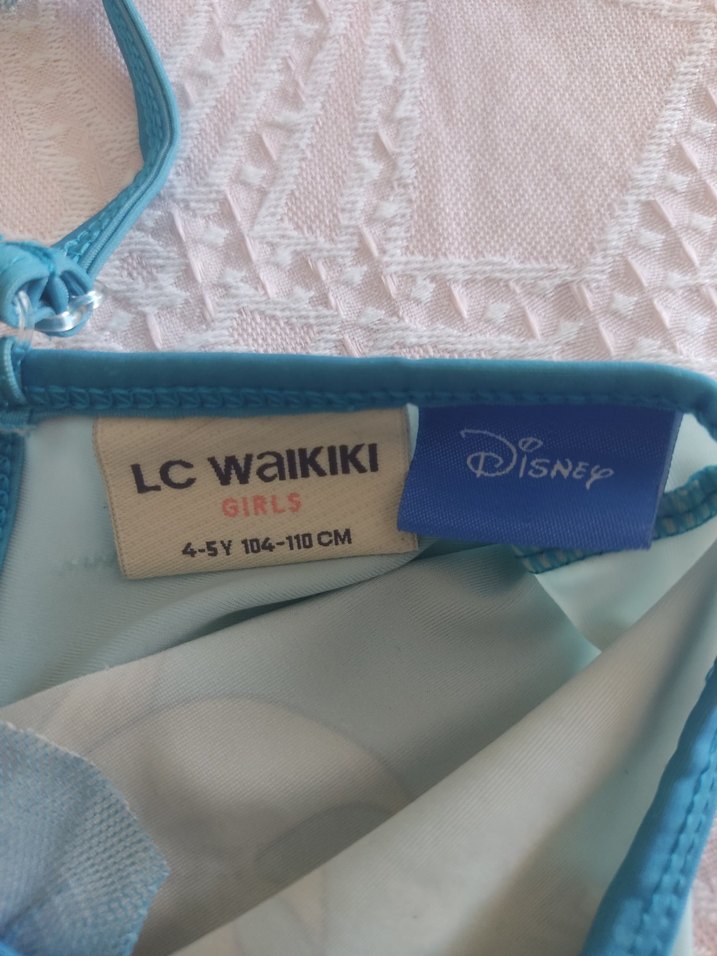 LC WaIKIKI
GIRLS
4-5Y 104-110 CM
Disney